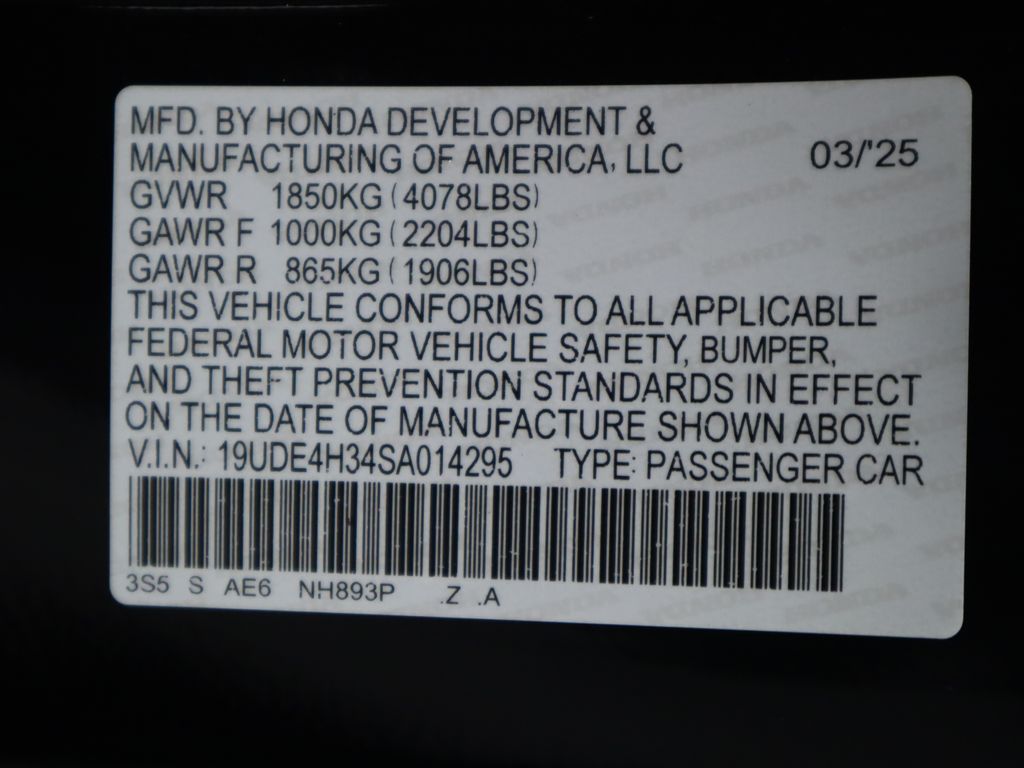 MFD. BY HONDA DEVELOPMENT &
MANUFACTURING OF AMERICA, LLC 03/'25
GVWR 1850KG (4078LBS)
GAWR F 1000KG (2204LBS)
GAWR R 865KG (1906LBS)
THIS VEHICLE CONFORMS TO ALL APPLICABLE
FEDERAL MOTOR VEHICLE SAFETY, BUMPER,
AND THEFT PREVENTION STANDARDS IN EFFECT
ON THE DATE OF MANUFACTURE SHOWN ABOVE.
V.I.N.: 19UDE4H34SA014295 TYPE: PASSENGER CAR
3S5 S AE6 NH893P .Z .A